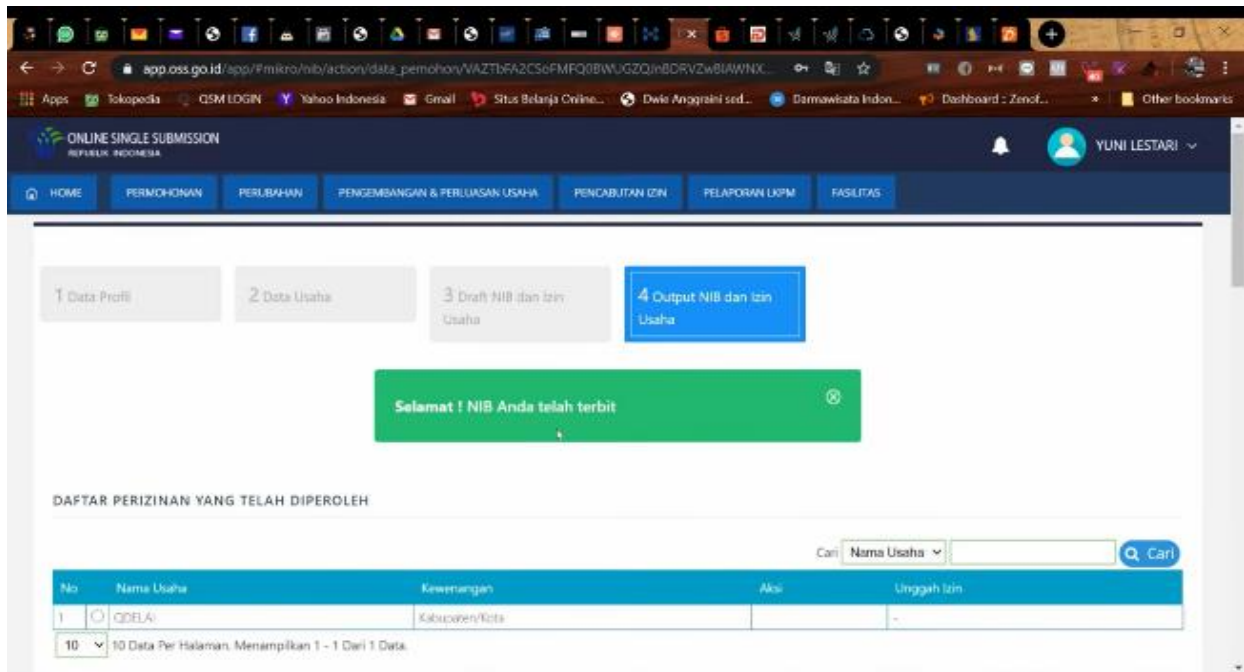 app.oss.go.id/app/#mikro/nib/action/data_pemohon/
Apps Tokopedia QSM LOGIN Yahoo Indonesia Gmail Situs Belanja Online... Dwie Anggraini sed... Darmawisata Indon... Dashboard : Zenof... » Other bookmarks
ONLINE SINGLE SUBMISSION
REPUBLIK INDONESIA
YUNI LESTARI
HOME PERMOHONAN PERUBAHAN PENGEMBANGAN & PERLUASAN USAHA PENCABUTAN IZIN PELAPORAN LKPM FASILITAS
1 Data Profil 2 Data Usaha 3 Draft NIB dan Izin 4 Output NIB dan Izin
Usaha Usaha
Selamat ! NIB Anda telah terbit
DAFTAR PERIZINAN YANG TELAH DIPEROLEH
Cari Nama Usaha Cari
No Nama Usaha Kewenangan Aksi Unggah Izin
1 Kabupaten/Kota -
10 10 Data Per Halaman. Menampilkan 1 - 1 Dari 1 Data.